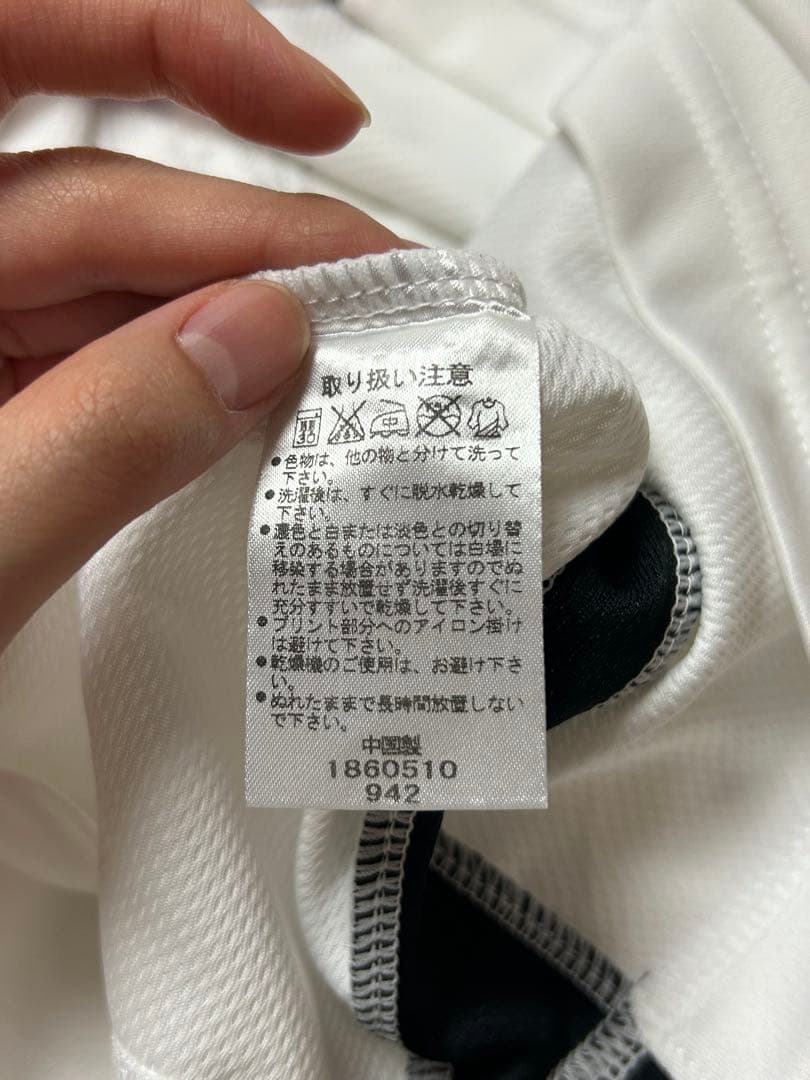 取り扱い注意
30 中
●色物は、他の物と分けて洗って
下さい。
●洗濯後は、すぐに脱水乾燥して
下さい。
●濃色と白または淡色との切り替
えのあるものについては白場に
移染する場合がありますのでぬ
れたまま放置せず洗濯後すぐに
充分すすいで乾燥して下さい。
●プリント部分へのアイロン掛け
は避けて下さい。
●乾燥機のご使用は、お避け下さ
い。
●ぬれたままで長時間放置しない
で下さい。
中国製
1860510
942